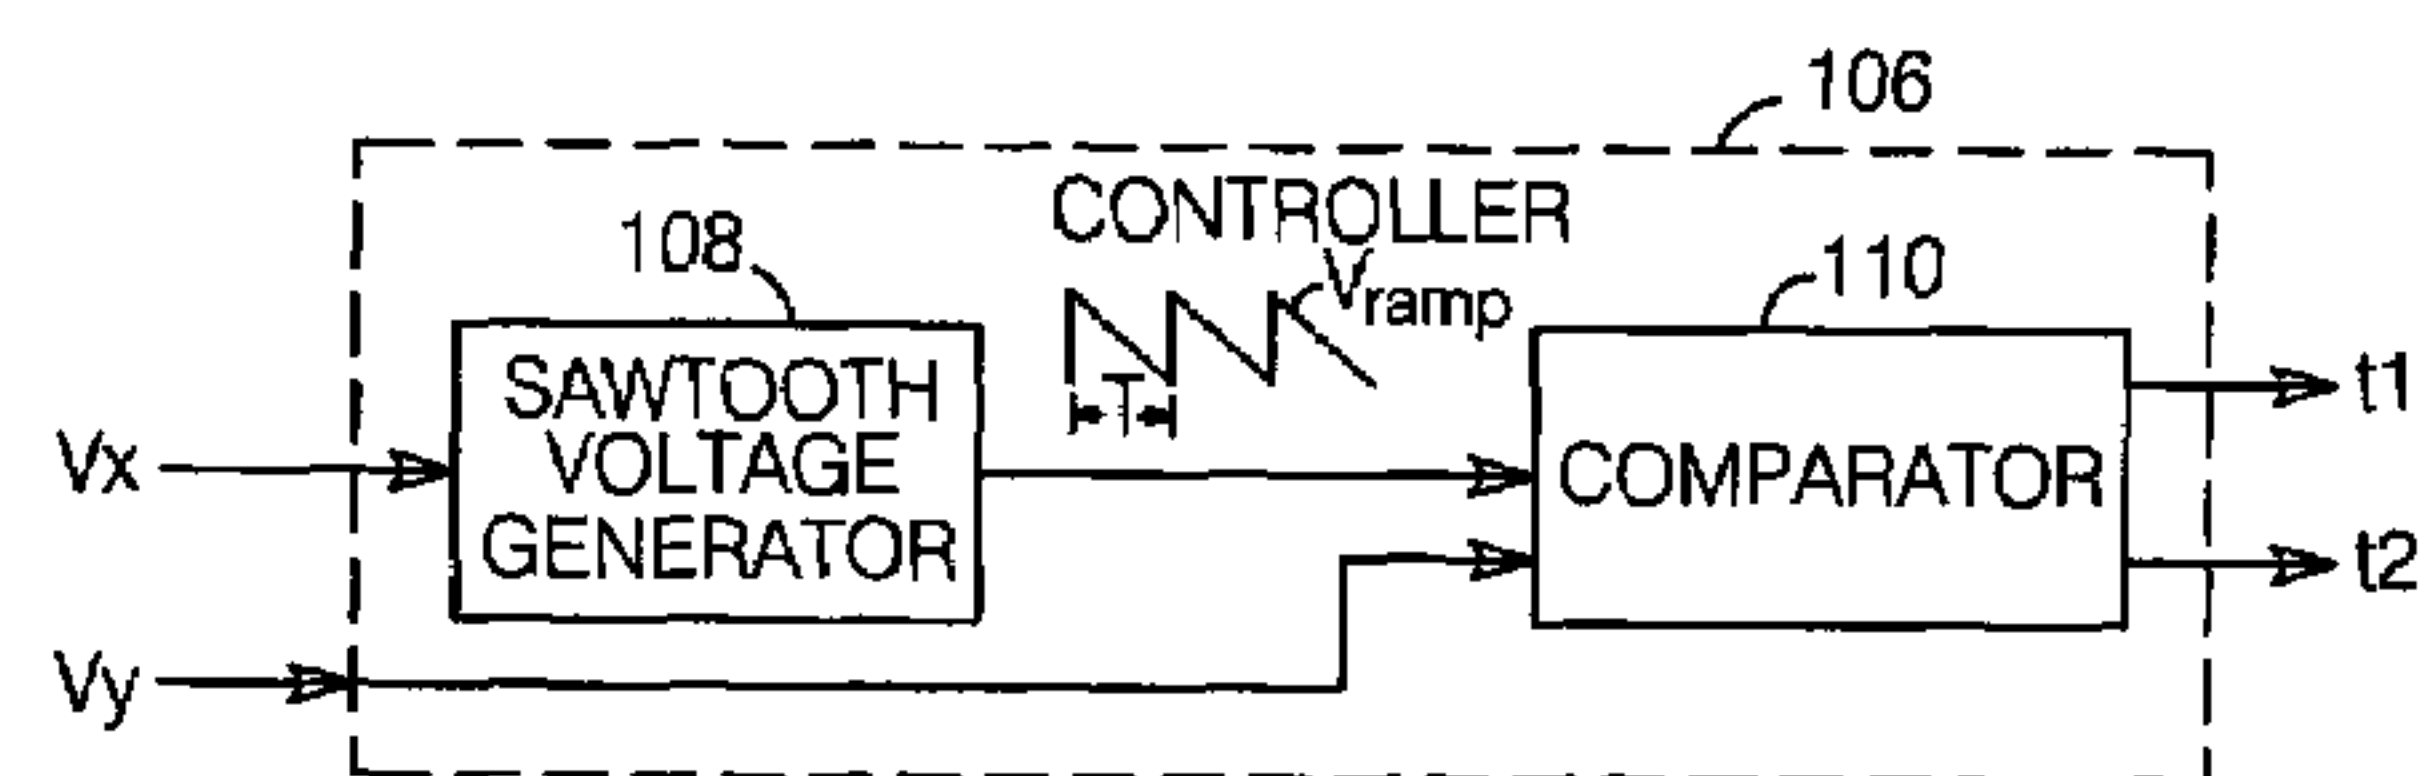 106
CONTROLLER
108
Vramp
110
SAWTOOTH
VOLTAGE
GENERATOR
T
COMPARATOR
Vx
Vy
t1
t2